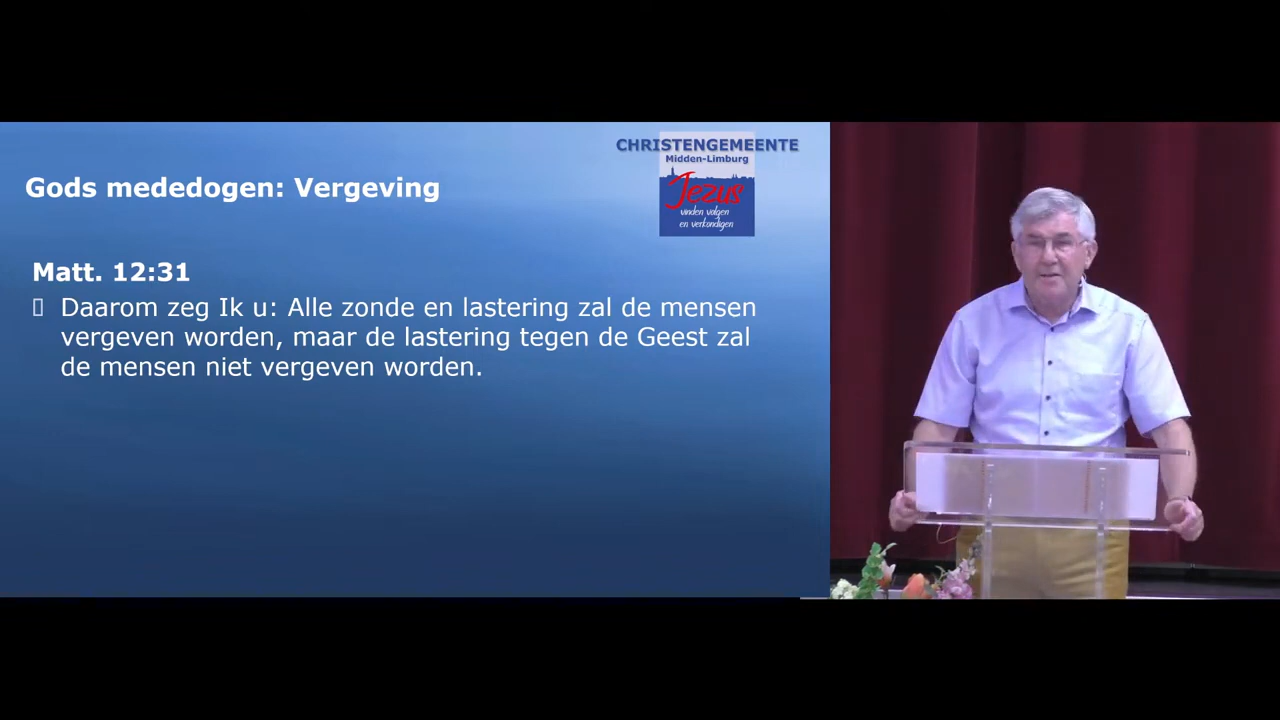 CHRISTENGEMEENTE
Midden-Limburg
Jezus
vinden volgen
en verkondigen
Gods mededogen: Vergeving
Matt. 12:31
Daarom zeg Ik u: Alle zonde en lastering zal de mensen
vergeven worden, maar de lastering tegen de Geest zal
de mensen niet vergeven worden.